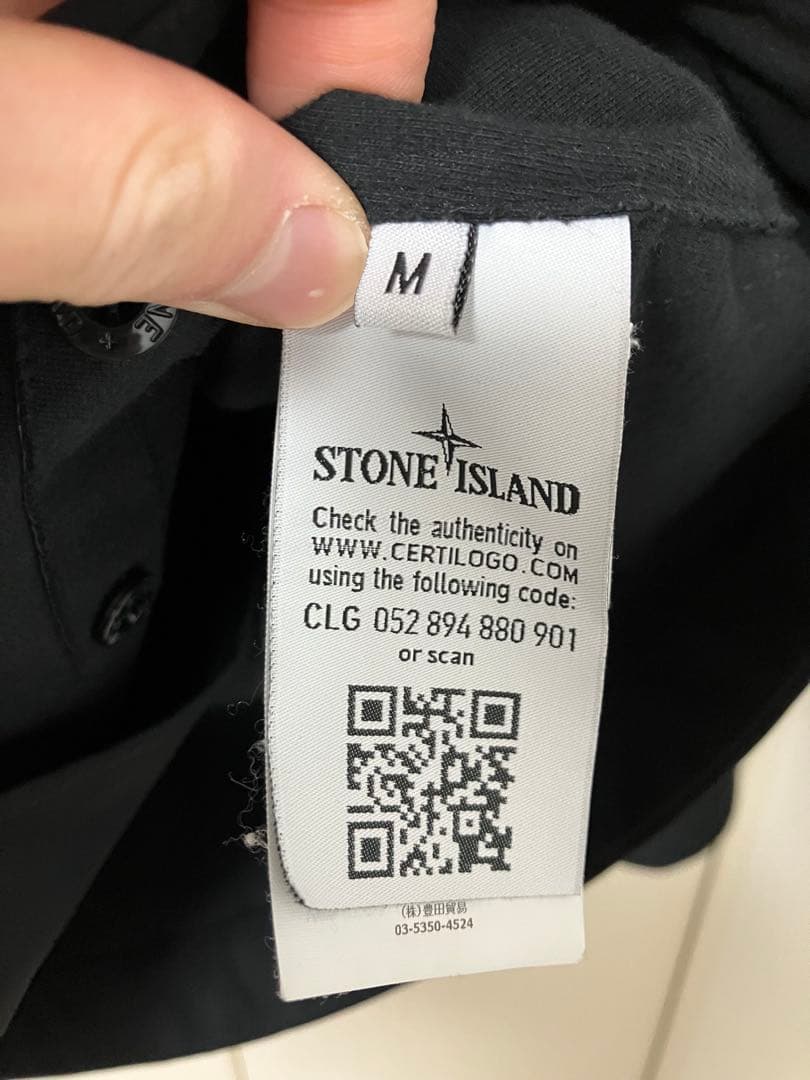 M
STONE ISLAND
Check the authenticity on
WWW.CERTILOGO.COM
using the following code:
CLG 052 894 880 901
or scan
(株)豊田貿易
03-5350-4524